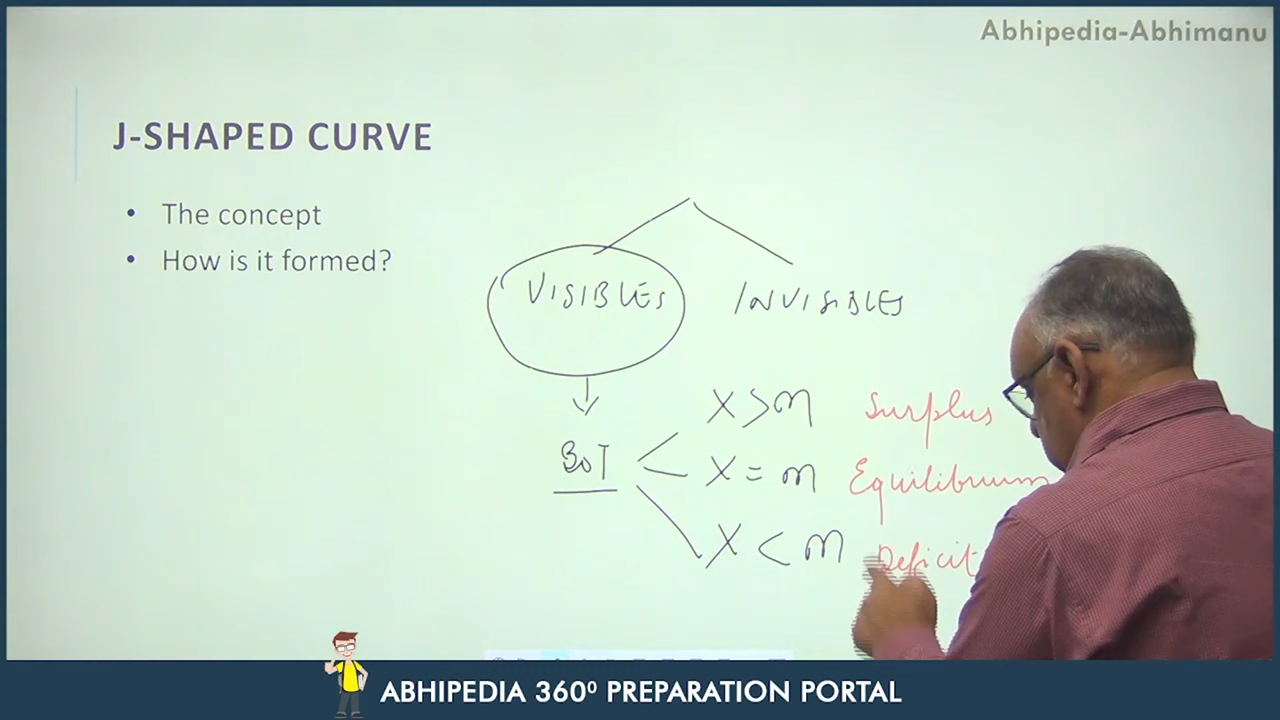 Abhipedia-Abhimanu
J-SHAPED CURVE
• The concept
• How is it formed?
VISIBLES INVISIBLES
BOT
X > m Surplus
X = m Equilibrium
X < m Deficit
ABHIPEDIA 360⁰ PREPARATION PORTAL